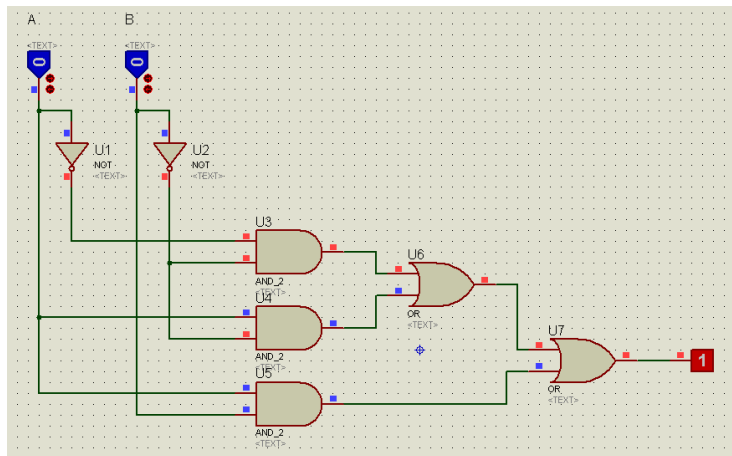 A B
<TEXT> <TEXT>
0 0
U1 U2
NOT NOT
<TEXT> <TEXT>
U3
AND_2
<TEXT>
U6
OR
<TEXT>
U4
AND_2
<TEXT>
U7
OR
<TEXT>
1
U5
AND_2
<TEXT>